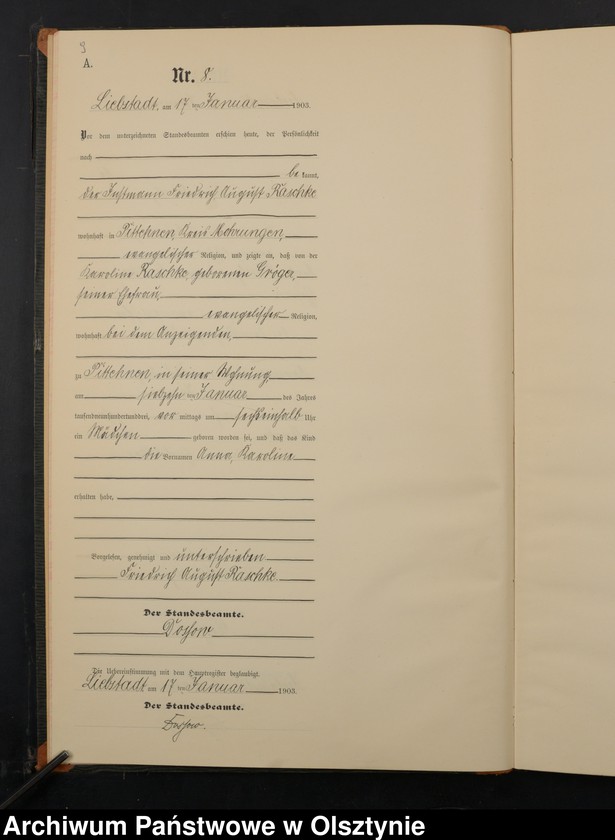 9
A.
Nr. 8.
Liebstadt, am 17 ten Januar 1903.
Vor dem unterzeichneten Standesbeamten erschien heute, der Persönlichkeit
nach
be kannt,
der Instmann Friedrich August Raschke
wohnhaft in Pittehnen, Kreis Mohrungen,
evangelischer Religion, und zeigte an, daß von der
Karoline Raschke, geborenen Gröger,
seiner Ehefrau,
evangelischer Religion,
wohnhaft bei dem Anzeigenden,
zu Pittehnen, in seiner Wohnung
am siebzehn ten Januar des Jahres
tausendneunhundertunddrei, vor mittags um sechseinhalb Uhr
ein Mädchen geboren worden sei, und daß das Kind
die Vornamen Anna, Karoline
erhalten habe.
Vorgelesen, genehmigt und unterschrieben
Friedrich August Raschke.
Der Standesbeamte.
Die Uebereinstimmung mit dem Hauptregister beglaubigt.
Liebstadt am 17 ten Januar 1903.
Der Standesbeamte.
Archiwum Państwowe w Olsztynie